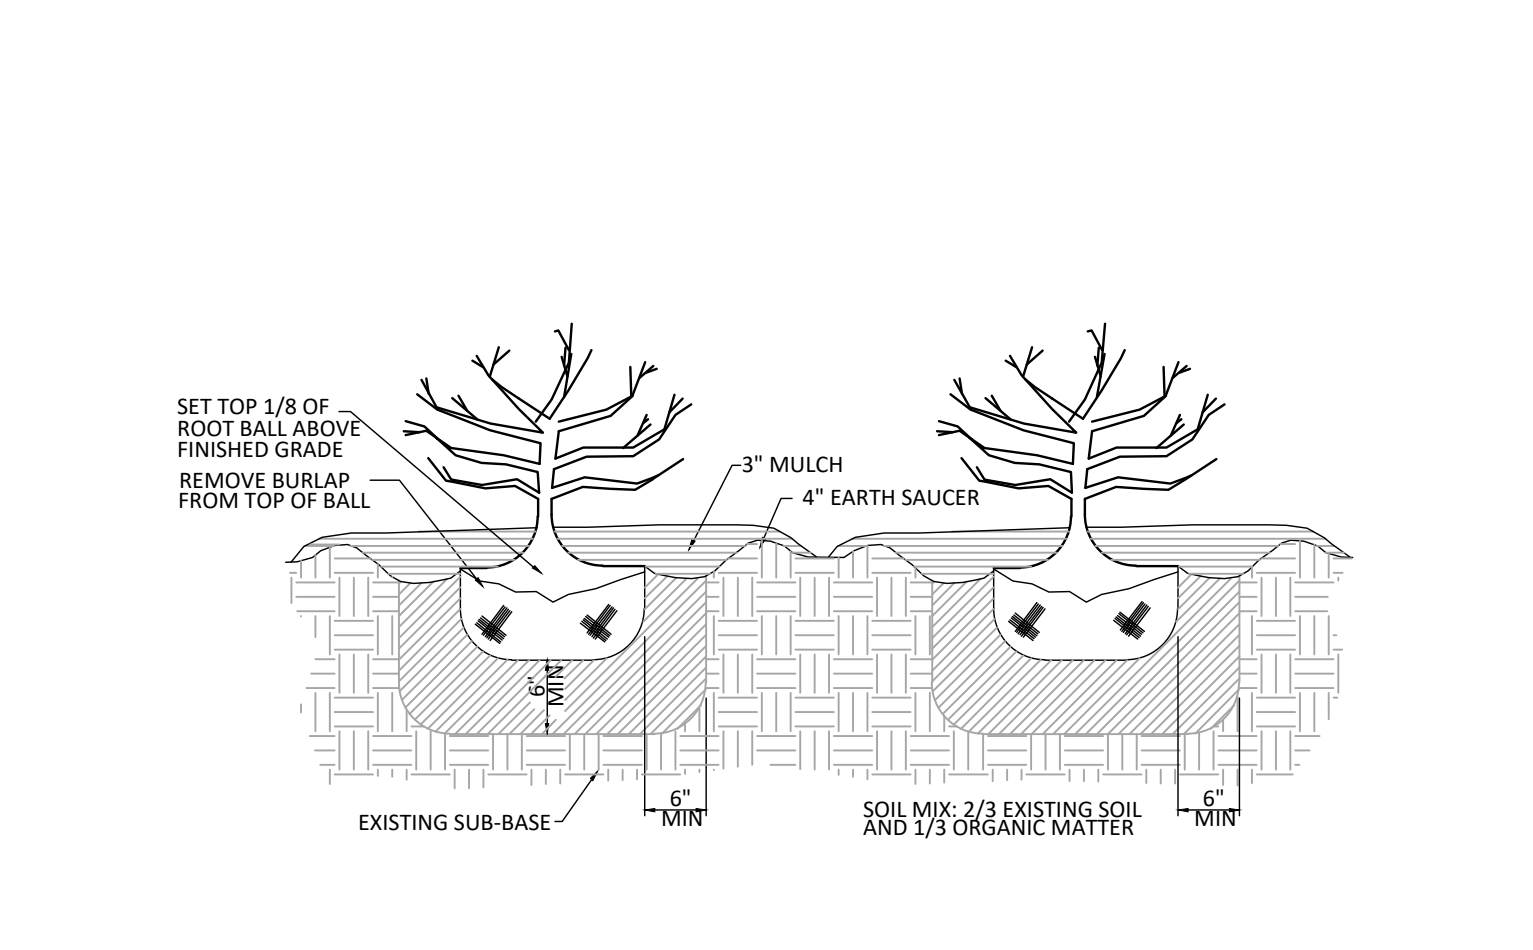 SET TOP 1/8 OF
ROOT BALL ABOVE
FINISHED GRADE
REMOVE BURLAP
FROM TOP OF BALL
3" MULCH
4" EARTH SAUCER
6"
MIN
EXISTING SUB-BASE
6"
MIN
SOIL MIX: 2/3 EXISTING SOIL
AND 1/3 ORGANIC MATTER
6"
MIN